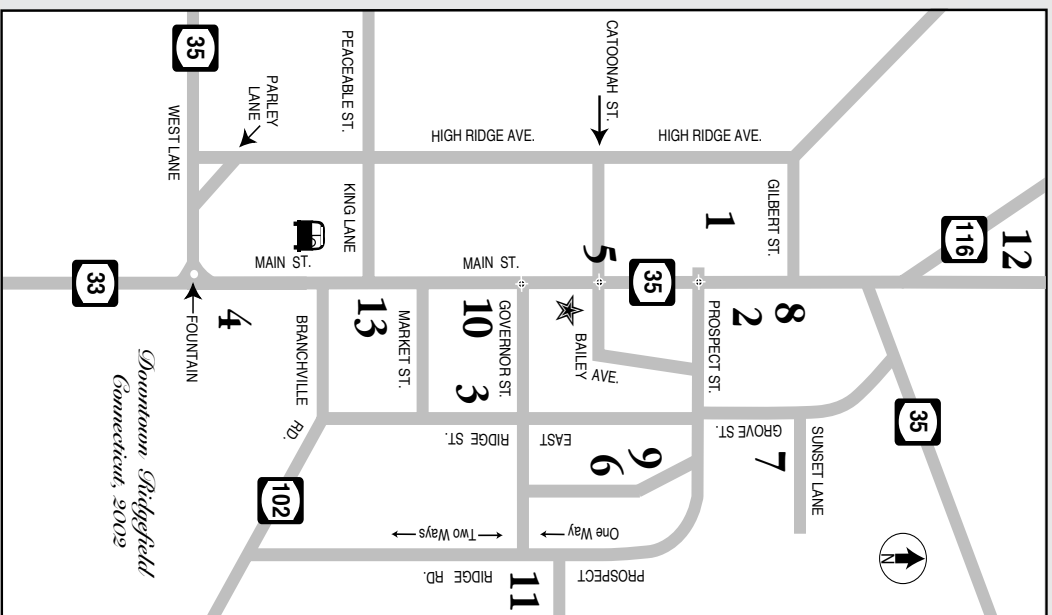 35
PEACEABLE ST.
CATOONAH ST.
PARLEY
LANE
WEST LANE
HIGH RIDGE AVE.
HIGH RIDGE AVE.
KING LANE
GILBERT ST.
1
116
12
MAIN ST.
MAIN ST.
5
35
33
FOUNTAIN
4
BRANCHVILLE
RD.
13
MARKET ST.
10
GOVERNOR ST.
3
BAILEY AVE.
PROSPECT ST.
2
8
35
EAST
RIDGE ST.
GROVE ST.
SUNSET LANE
7
9
6
102
Two Ways
One Way
N
PROSPECT
RIDGE RD.
11
Downtown Ridgefield
Connecticut, 2002